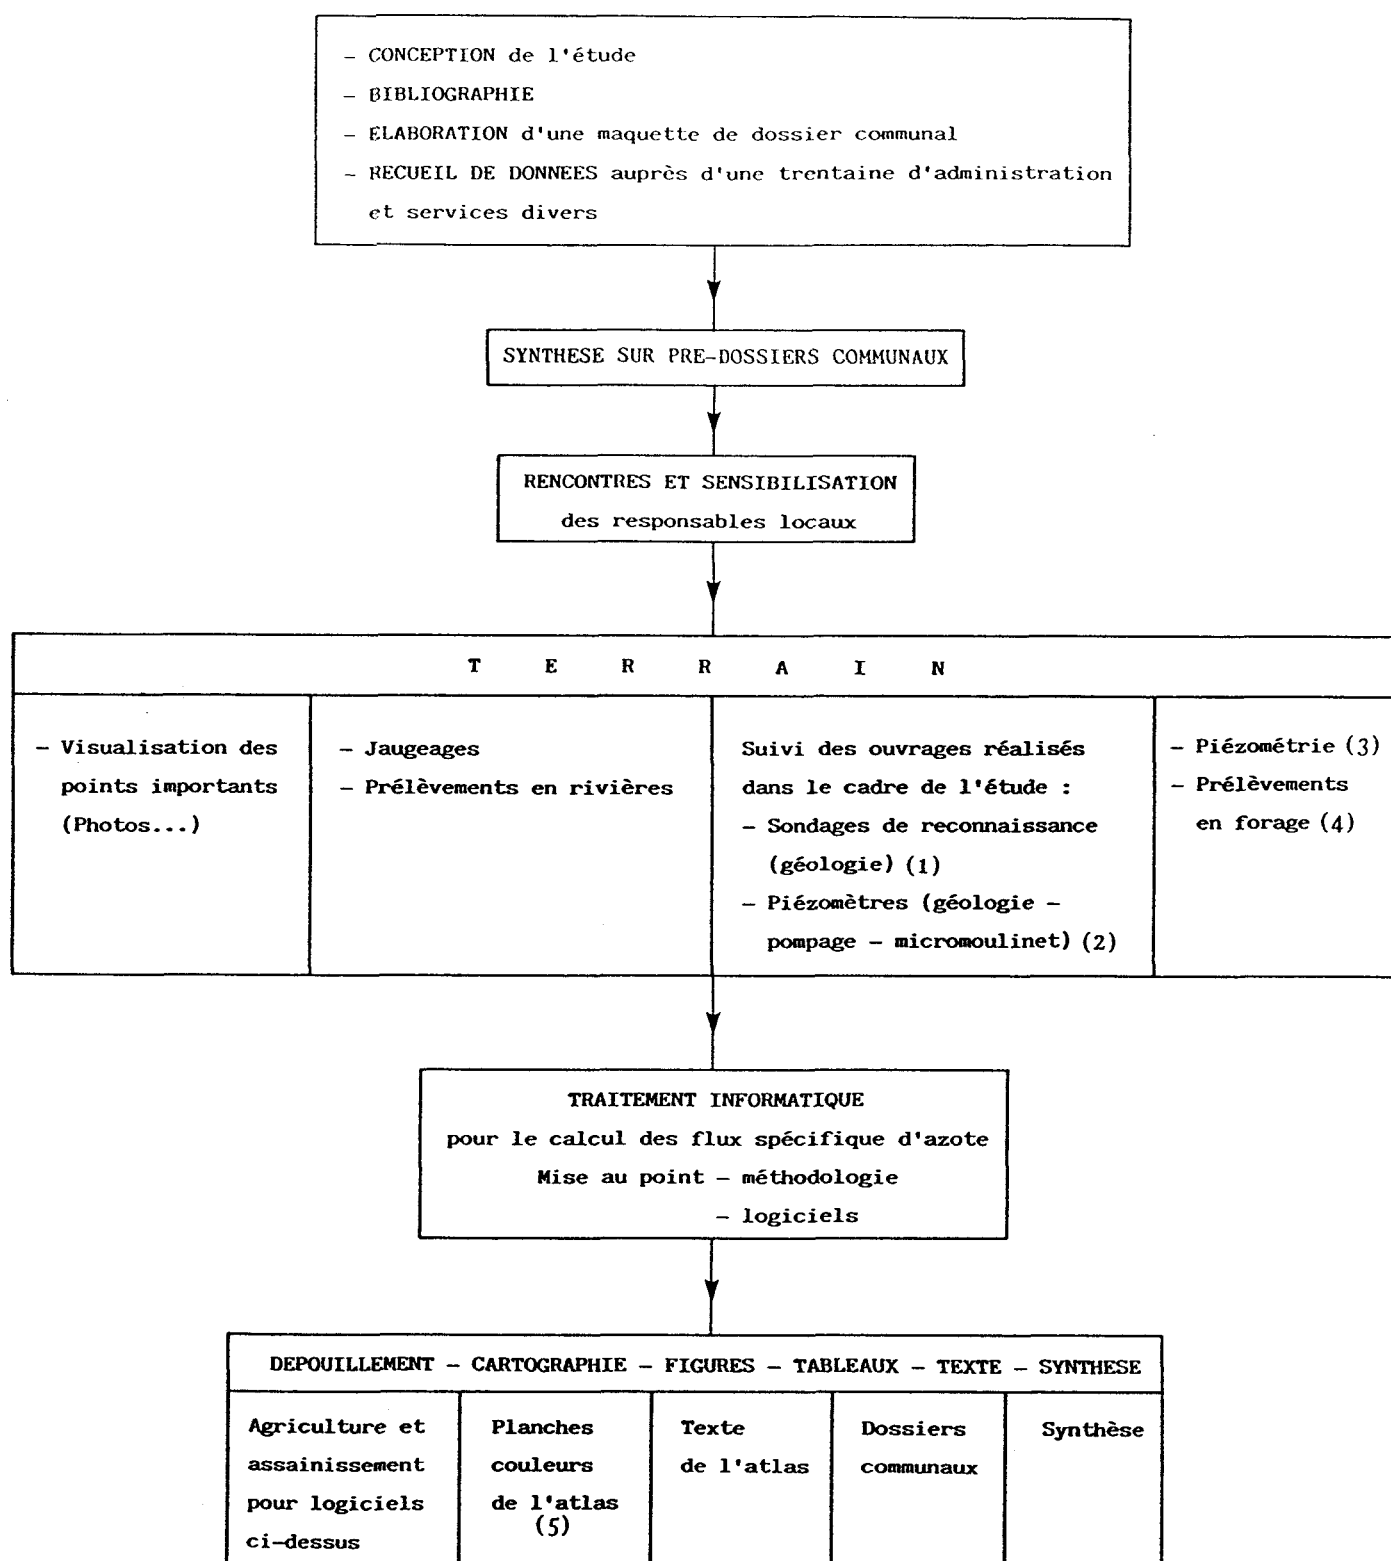 - CONCEPTION de l'étude
- BIBLIOGRAPHIE
- ELABORATION d'une maquette de dossier communal
- RECUEIL DE DONNEES auprès d'une trentaine d'administration
et services divers
SYNTHESE SUR PRE-DOSSIERS COMMUNAUX
RENCONTRES ET SENSIBILISATION
des responsables locaux
T E R R A I N
- Visualisation des
points importants
(Photos...)
- Jaugeages
- Prélèvements en rivières
Suivi des ouvrages réalisés
dans le cadre de l'étude :
- Sondages de reconnaissance
(géologie) (1)
- Piézomètres (géologie -
pompage - micromoulinet) (2)
- Piézométrie (3)
- Prélèvements
en forage (4)
TRAITEMENT INFORMATIQUE
pour le calcul des flux spécifique d'azote
Mise au point - méthodologie
- logiciels
DEPOUILLEMENT - CARTOGRAPHIE - FIGURES - TABLEAUX - TEXTE - SYNTHESE
Agriculture et
assainissement
pour logiciels
ci-dessus
Planches
couleurs
de l'atlas
(5)
Texte
de l'atlas
Dossiers
communaux
Synthèse